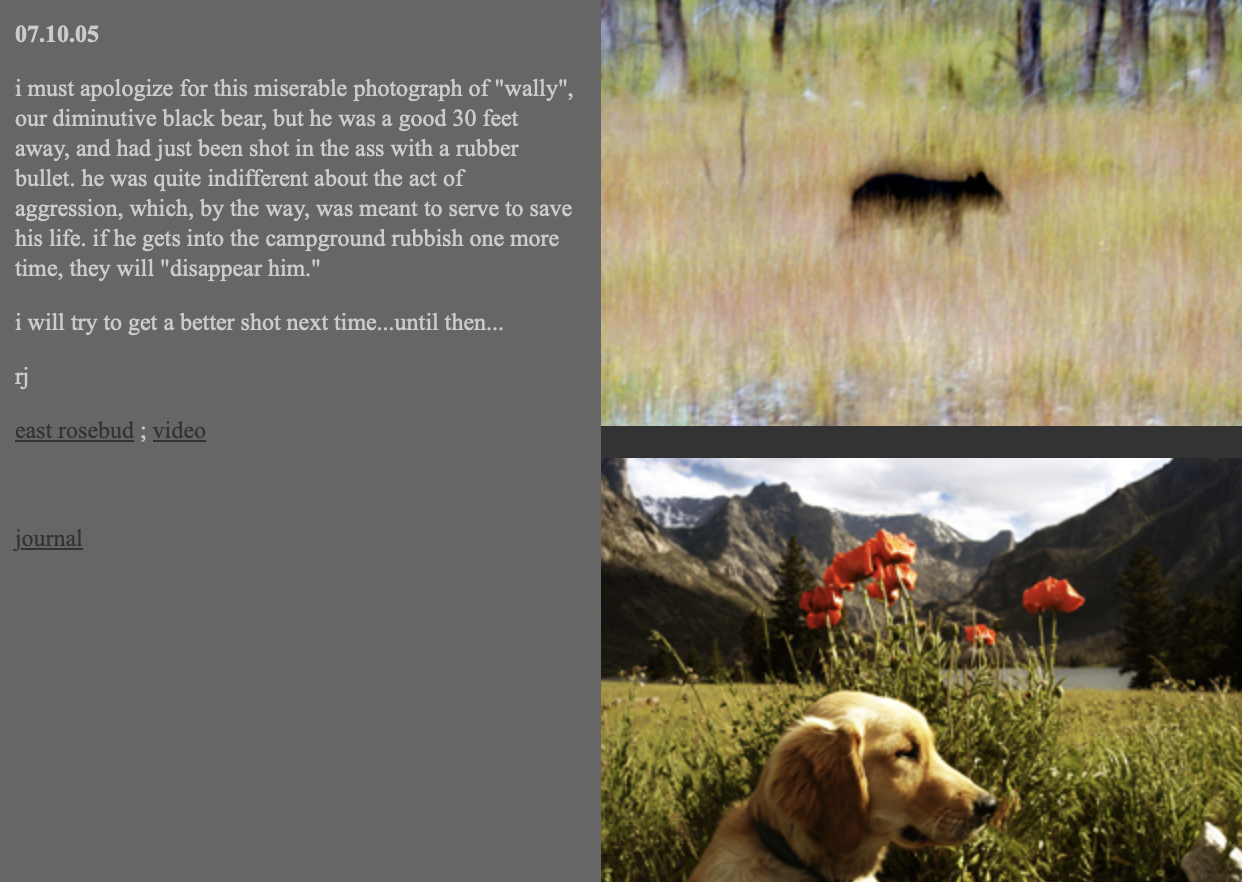 07.10.05
i must apologize for this miserable photograph of "wally",
our diminutive black bear, but he was a good 30 feet
away, and had just been shot in the ass with a rubber
bullet. he was quite indifferent about the act of
aggression, which, by the way, was meant to serve to save
his life. if he gets into the campground rubbish one more
time, they will "disappear him."
i will try to get a better shot next time...until then...
rj
east rosebud ; video
journal